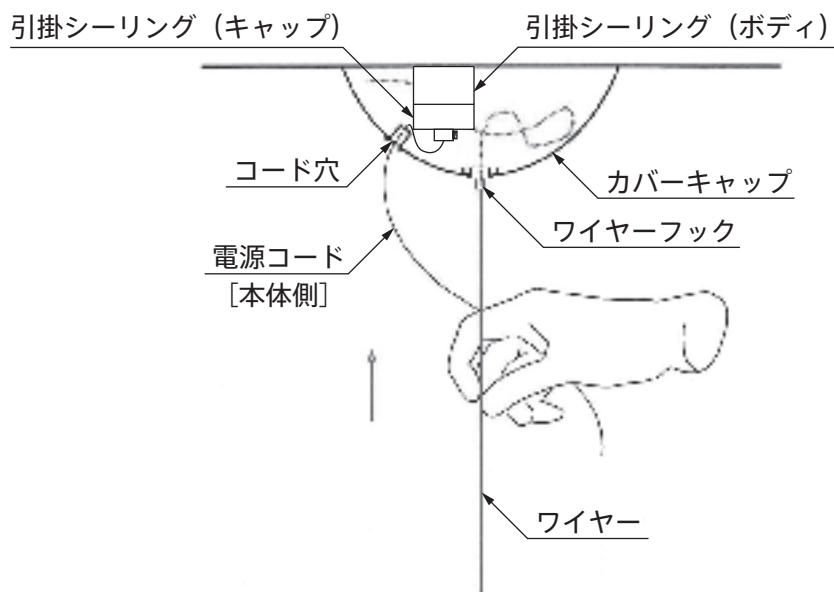 引掛シーリング（キャップ）
引掛シーリング（ボディ）
コード穴
カバーキャップ
ワイヤーフック
電源コード
［本体側］
ワイヤー